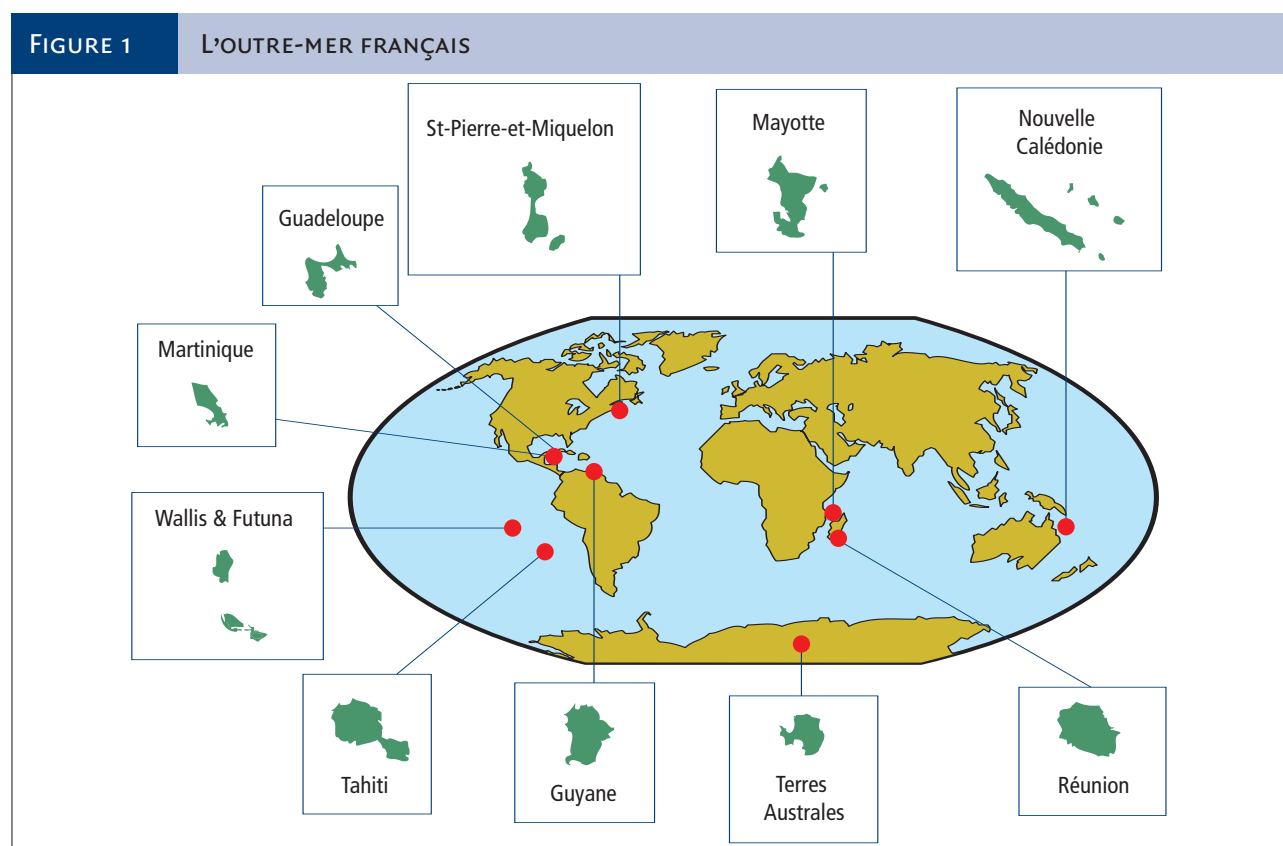 FIGURE 1
L'OUTRE-MER FRANÇAIS
St-Pierre-et-Miquelon
Mayotte
Nouvelle
Calédonie
Guadeloupe
Martinique
Wallis & Futuna
Tahiti
Guyane
Terres
Australes
Réunion